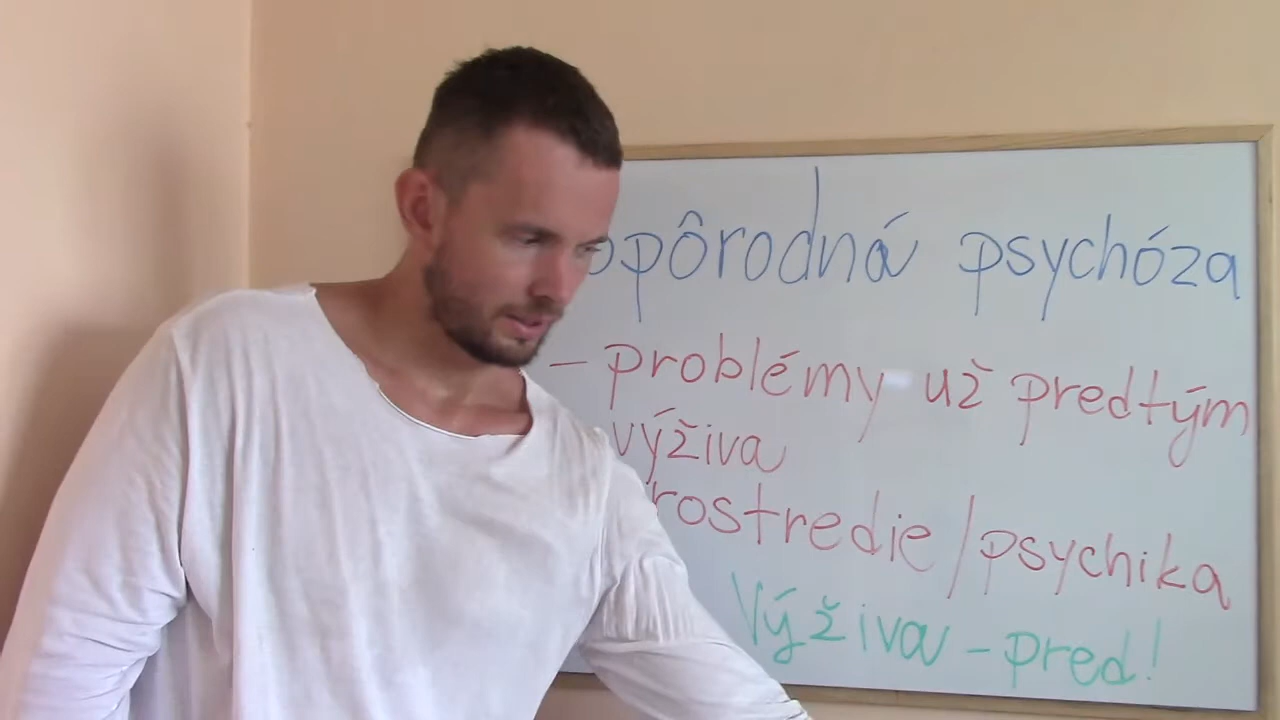 opôrodná psychóza
- problémy už predtým
výživa
rostredie/psychika
Výživa - pred!